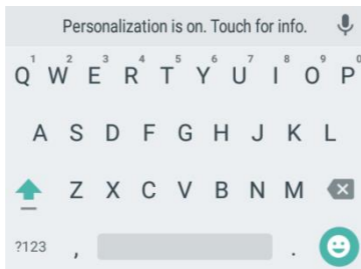 Personalization is on. Touch for info.
1 2 3 4 5 6 7 8 9 0
Q W E R T Y U I O P
A S D F G H J K L
Z X C V B N M
?123 , .